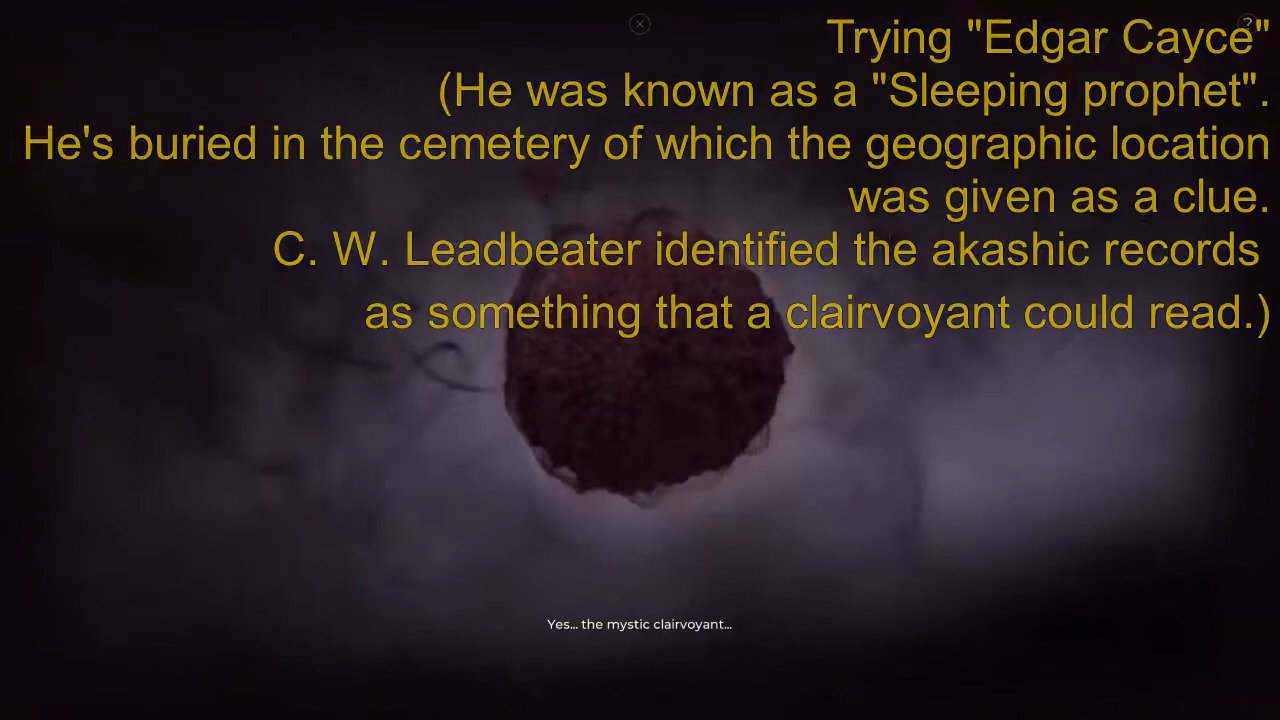 ?
Trying "Edgar Cayce"
(He was known as a "Sleeping prophet".
He's buried in the cemetery of which the geographic location
was given as a clue.
C. W. Leadbeater identified the akashic records
as something that a clairvoyant could read.)
Yes... the mystic clairvoyant...